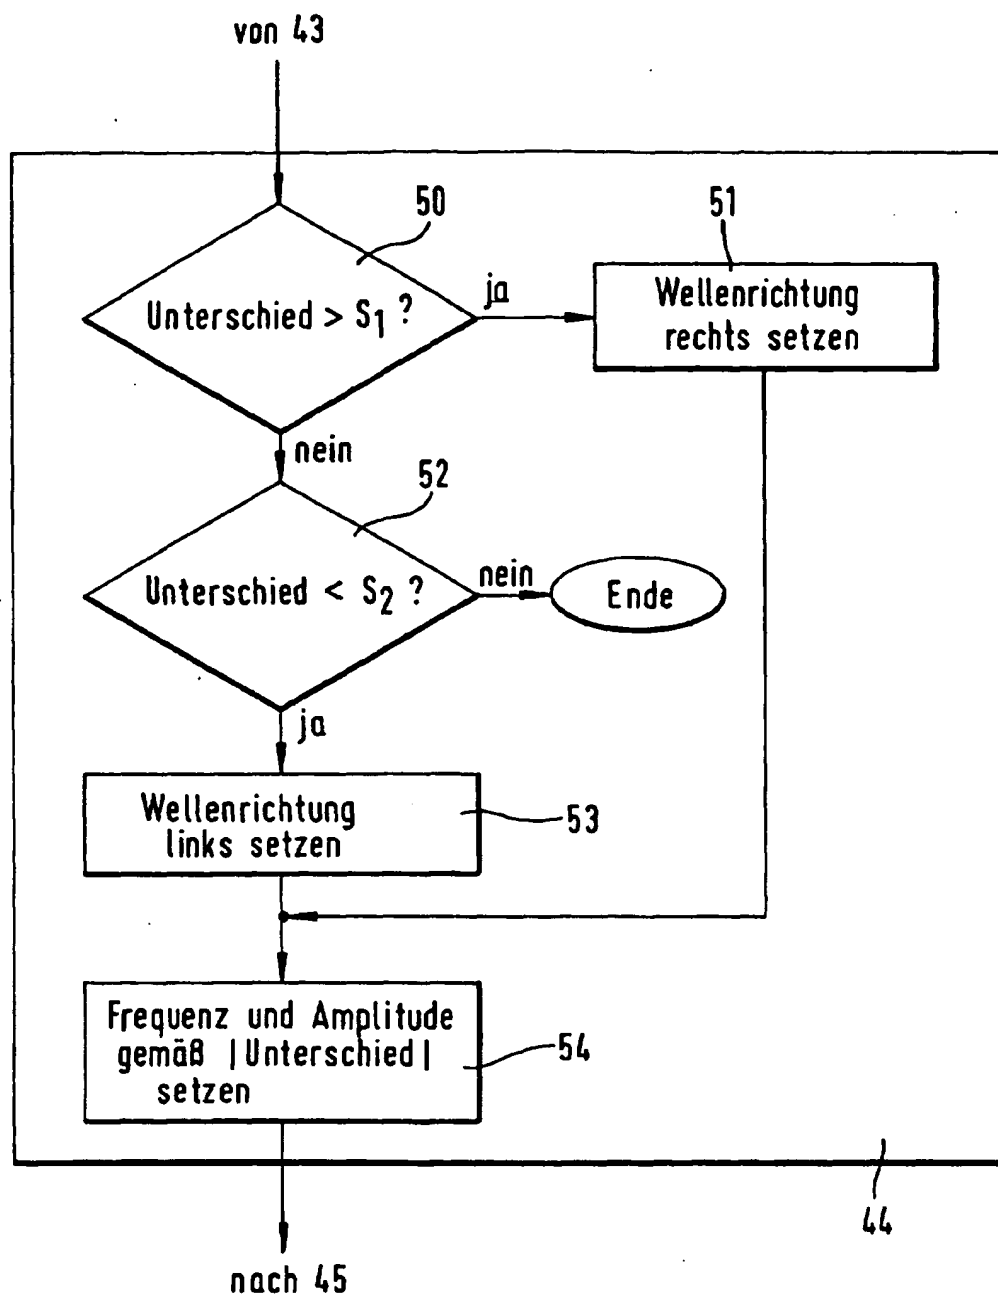 von 43
50
51
Unterschied > S1 ?
ja
Wellenrichtung
rechts setzen
nein
52
Unterschied < S2 ?
nein
Ende
ja
Wellenrichtung
links setzen
53
Frequenz und Amplitude
gemäß |Unterschied|
setzen
54
44
nach 45